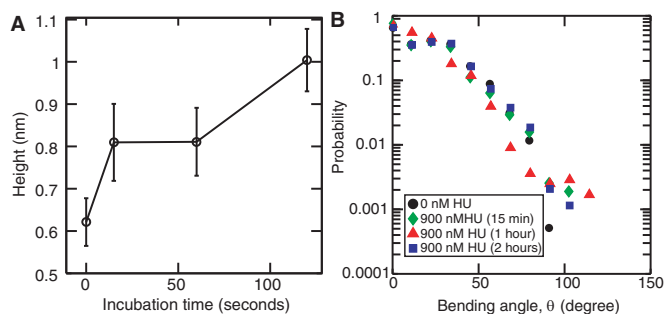 A
Height (nm)
1.1
1
0.9
0.8
0.7
0.6
0.5
0
50
100
Incubation time (seconds)
B
Probability
1
0.1
0.01
0.001
0.0001
0 nM HU
900 nMHU (15 min)
900 nM HU (1 hour)
900 nM HU (2 hours)
0
50
100
150
Bending angle, θ (degree)